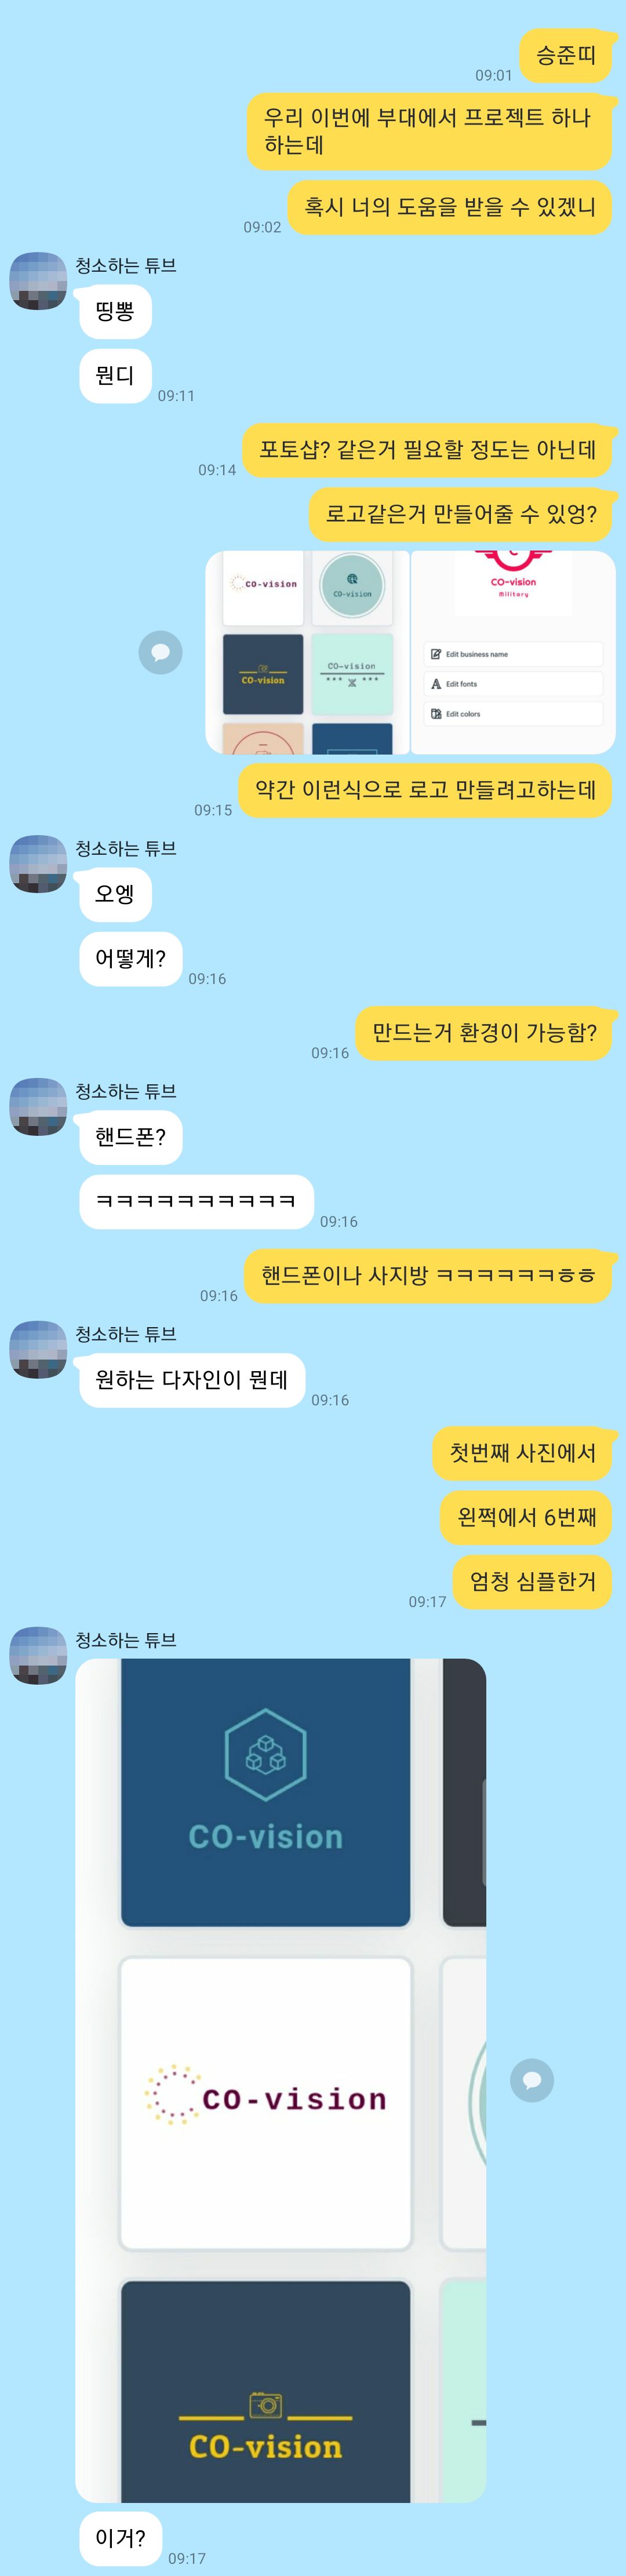 승준띠
09:01
우리 이번에 부대에서 프로젝트 하나
하는데
혹시 너의 도움을 받을 수 있겠니
09:02
청소하는 튜브
띵뽕
뭔디
09:11
포토샵? 같은거 필요할 정도는 아닌데
09:14
로고같은거 만들어줄 수 있엉?
CO-vision
CO-vision
CO-vision
CO-vision
CO-vision
Military
Edit business name
Edit fonts
Edit colors
약간 이런식으로 로고 만들려고하는데
09:15
청소하는 튜브
오엥
어떻게?
09:16
만드는거 환경이 가능함?
09:16
청소하는 튜브
핸드폰?
ㅋㅋㅋㅋㅋㅋㅋㅋㅋㅋ
09:16
핸드폰이나 사지방 ㅋㅋㅋㅋㅋㅋㅎㅎ
09:16
청소하는 튜브
원하는 다자인이 뭔데
09:16
첫번째 사진에서
왼쪽에서 6번째
엄청 심플한거
09:17
청소하는 튜브
CO-vision
CO-vision
CO-vision
이거?
09:17